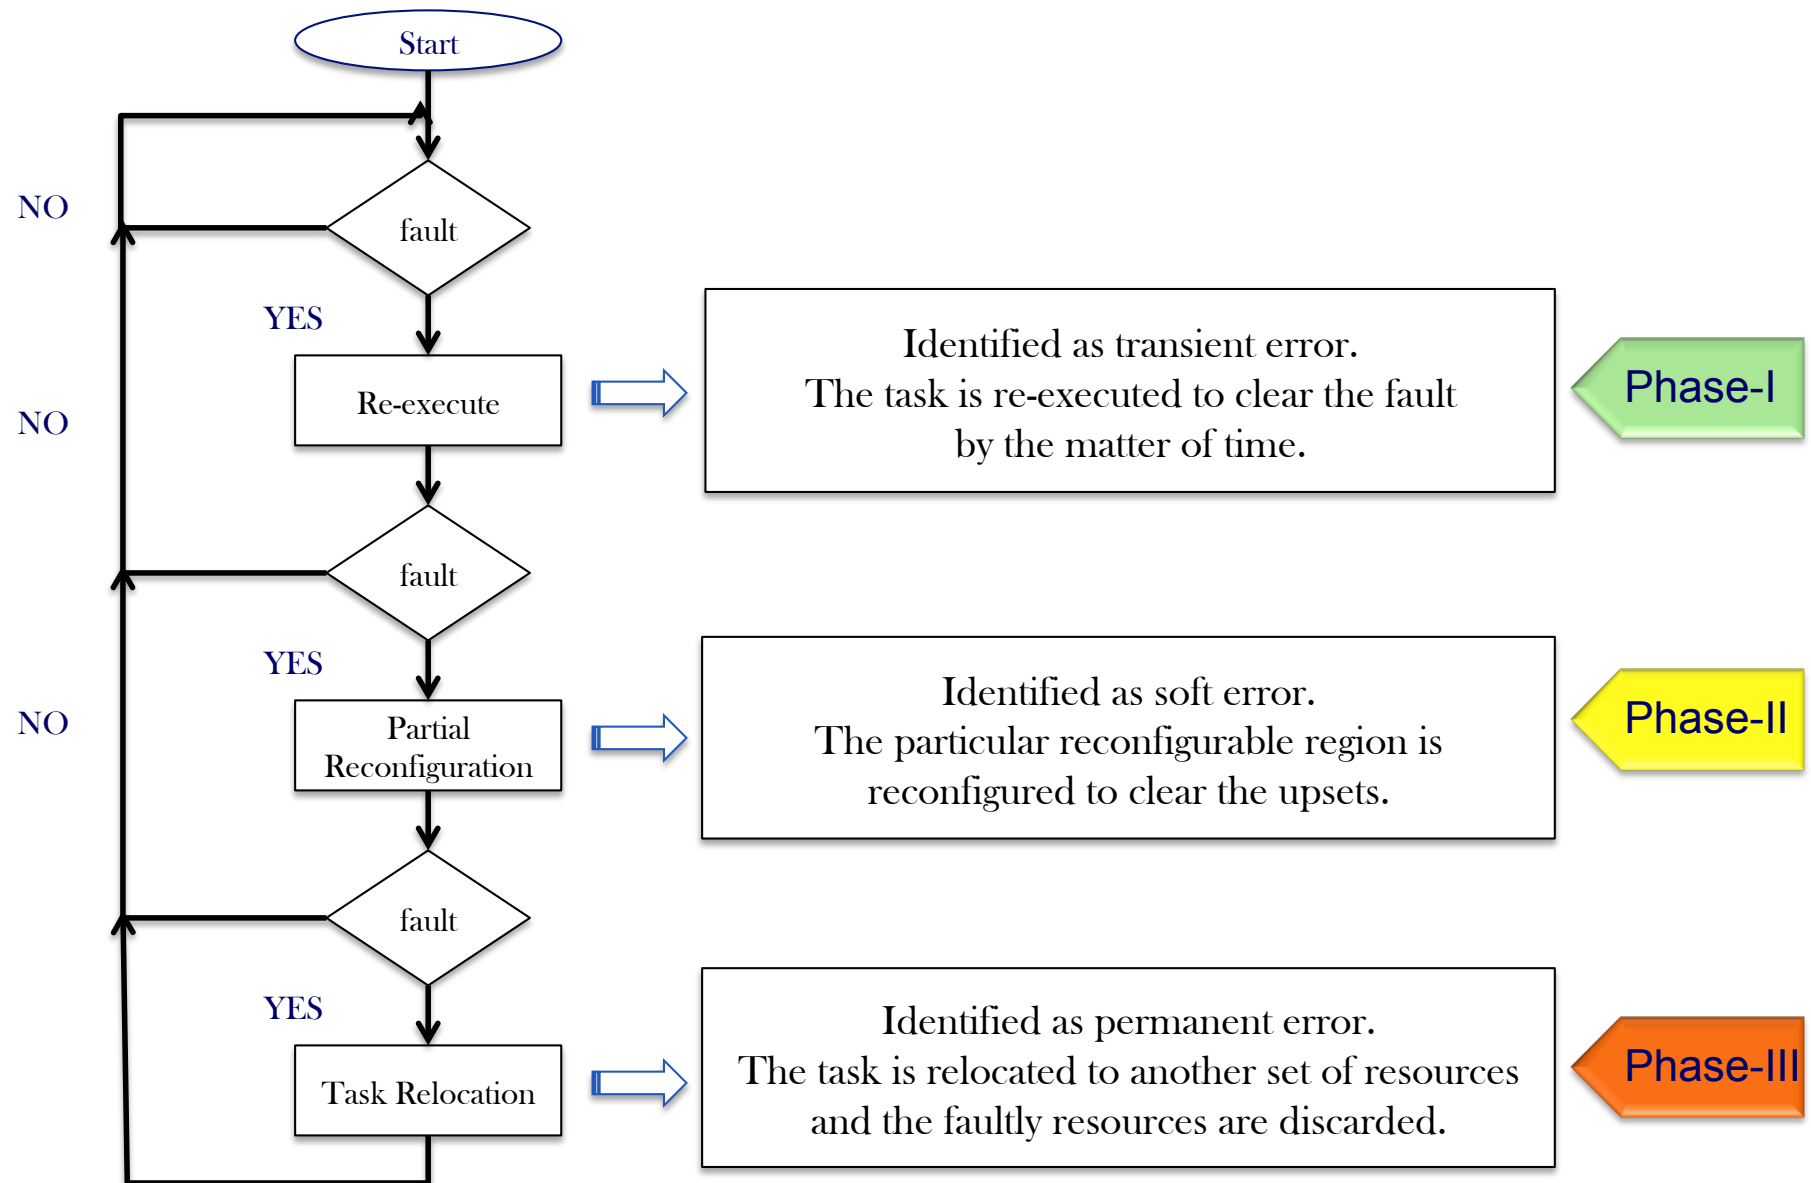 Start
NO
fault
YES
Identified as transient error.
The task is re-executed to clear the fault
by the matter of time.
Phase-I
Re-execute
NO
fault
YES
Identified as soft error.
The particular reconfigurable region is
reconfigured to clear the upsets.
Phase-II
Partial
Reconfiguration
NO
fault
YES
Identified as permanent error.
The task is relocated to another set of resources
and the faultly resources are discarded.
Phase-III
Task Relocation